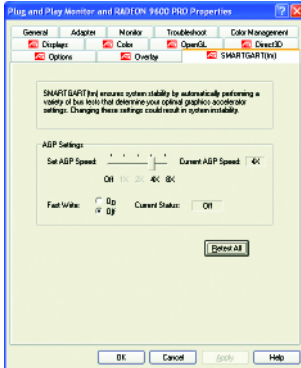 Plug and Play Monitor and RADEON 9600 PRO Properties
General Adapter Monitor Troubleshoot Color Management
Displays Color OpenGL Direct3D
Options Overlay SMARTGART(tm)
SMARTGART(tm) ensures system stability by automatically performing a
variety of bus tests that determine your optimal graphics accelerator
settings. Changing these settings could result in system instability.
AGP Settings
Set AGP Speed: Current AGP Speed: 4X
Off 1X 2X 4X 8X
Fast Write: On
Off Current Status: Off
Retest All
OK Cancel Apply Help